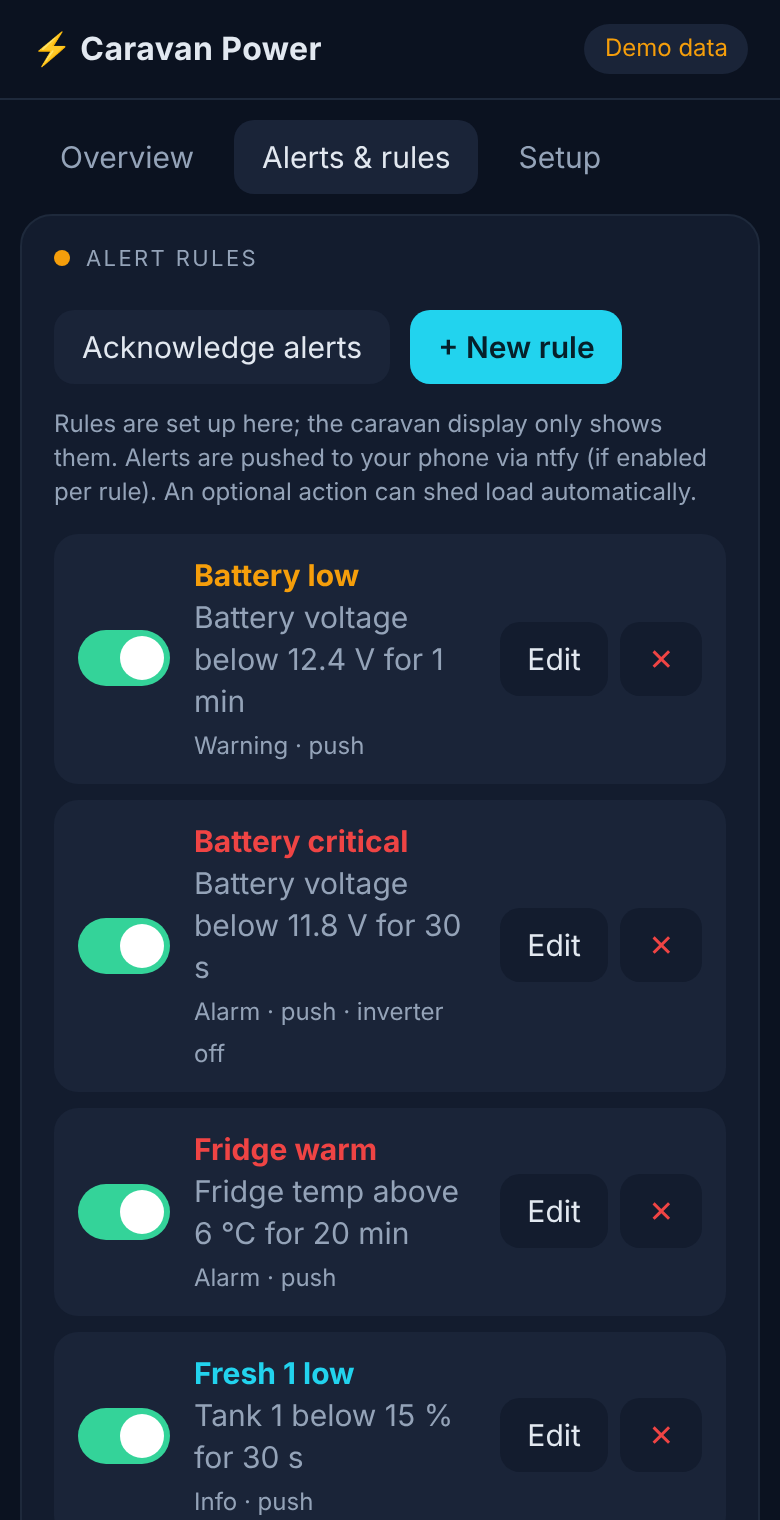 ⚡ Caravan Power
Demo data
Overview
Alerts & rules
Setup
ALERT RULES
Acknowledge alerts
+ New rule
Rules are set up here; the caravan display only shows
them. Alerts are pushed to your phone via ntfy (if enabled
per rule). An optional action can shed load automatically.
Battery low
Battery voltage
below 12.4 V for 1
min
Warning · push
Edit
✕
Battery critical
Battery voltage
below 11.8 V for 30
s
Alarm · push · inverter
off
Edit
✕
Fridge warm
Fridge temp above
6 °C for 20 min
Alarm · push
Edit
✕
Fresh 1 low
Tank 1 below 15 %
for 30 s
Info · push
Edit
✕